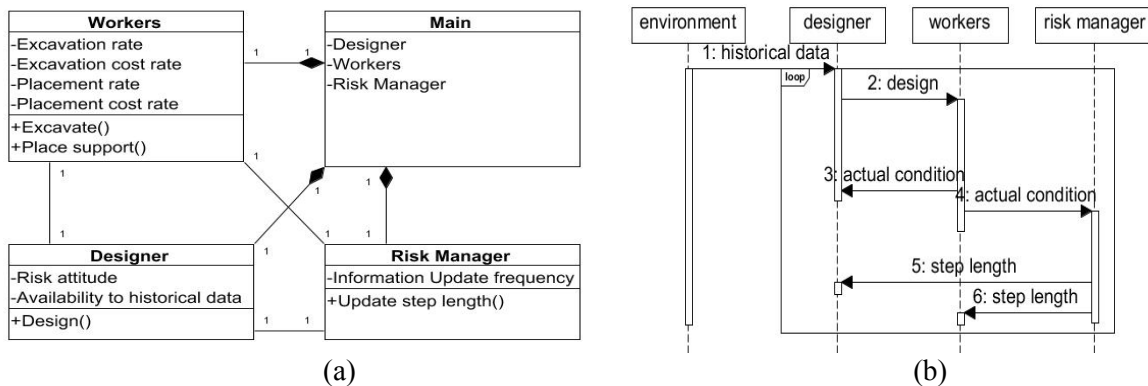 Workers
-Excavation rate
-Excavation cost rate
-Placement rate
-Placement cost rate
+Excavate()
+Place support()
Main
-Designer
-Workers
-Risk Manager
1
1
1
1
1
1
1
1
1
1
1
1
Designer
-Risk attitude
-Availability to historical data
+Design()
Risk Manager
-Information Update frequency
+Update step length()
(a)
environment
designer
workers
risk manager
1: historical data
loop
2: design
3: actual condition
4: actual condition
5: step length
6: step length
(b)